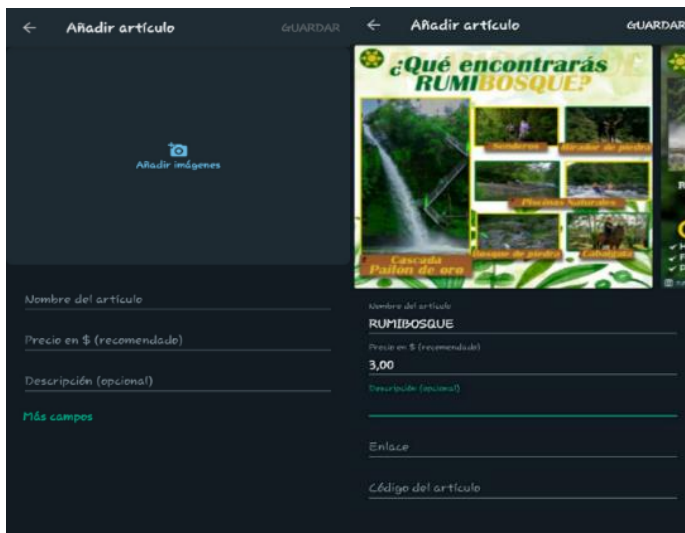 Añadir artículo
GUARDAR
Añadir imágenes
Nombre del artículo
Precio en $ (recomendado)
Descripción (opcional)
Más campos
Añadir artículo
GUARDAR
¿Qué encontrarás
RUMIBOSQUE?
Senderos
Mirador de piedra
Piscinas Naturales
Cascada
Pailón de oro
Bosque de piedra
Cabalgata
Nombre del artículo
RUMIBOSQUE
Precio en $ (recomendado)
3,00
Descripción (opcional)
Enlace
Código del artículo